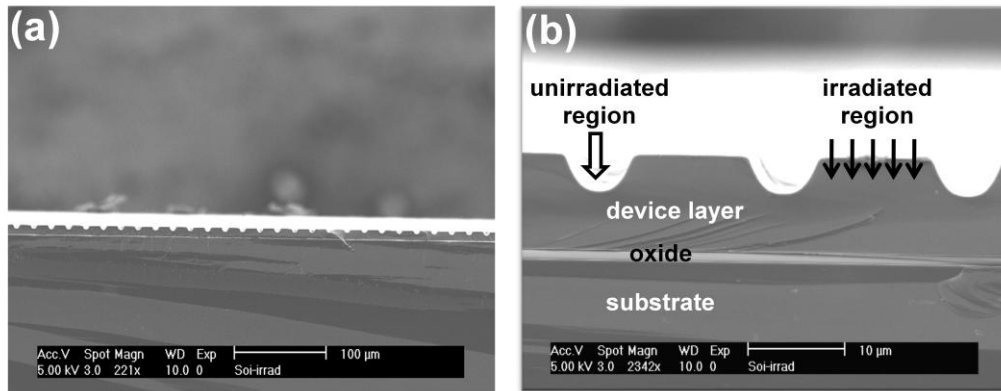 (a)
Acc.V Spot Magn WD Exp 100 µm
5.00 kV 3.0 221x 10.0 0 Soi-irrad
(b)
unirradiated irradiated
region region
device layer
oxide
substrate
Acc.V Spot Magn WD Exp 10 µm
5.00 kV 3.0 2342x 10.0 0 Soi-irrad